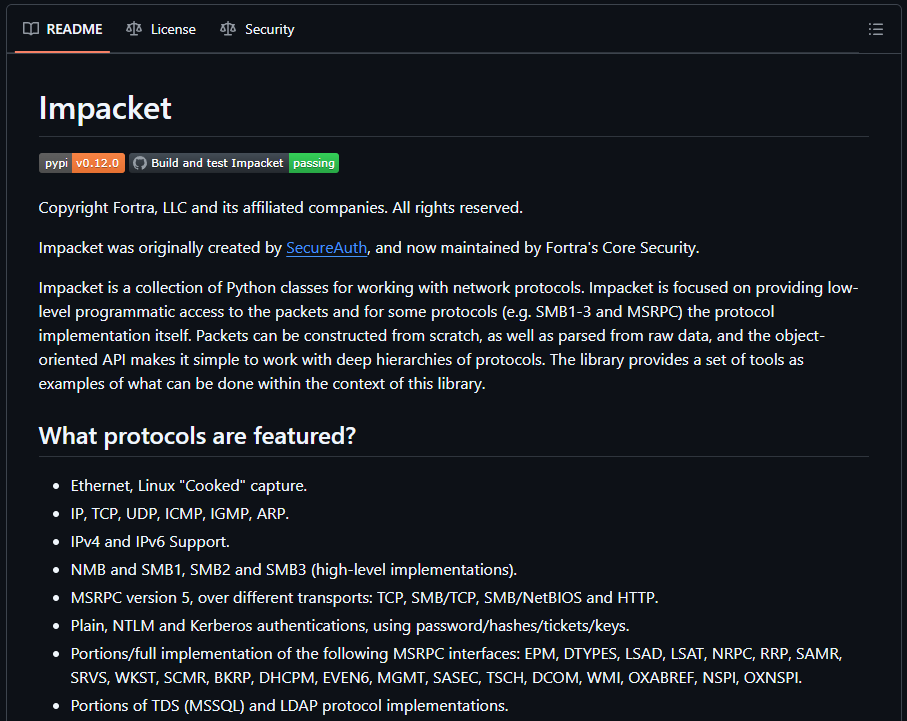 README License Security
Impacket
pypi v0.12.0 Build and test Impacket passing
Copyright Fortra, LLC and its affiliated companies. All rights reserved.
Impacket was originally created by SecureAuth, and now maintained by Fortra's Core Security.
Impacket is a collection of Python classes for working with network protocols. Impacket is focused on providing low-
level programmatic access to the packets and for some protocols (e.g. SMB1-3 and MSRPC) the protocol
implementation itself. Packets can be constructed from scratch, as well as parsed from raw data, and the object-
oriented API makes it simple to work with deep hierarchies of protocols. The library provides a set of tools as
examples of what can be done within the context of this library.
What protocols are featured?
• Ethernet, Linux "Cooked" capture.
• IP, TCP, UDP, ICMP, IGMP, ARP.
• IPv4 and IPv6 Support.
• NMB and SMB1, SMB2 and SMB3 (high-level implementations).
• MSRPC version 5, over different transports: TCP, SMB/TCP, SMB/NetBIOS and HTTP.
• Plain, NTLM and Kerberos authentications, using password/hashes/tickets/keys.
• Portions/full implementation of the following MSRPC interfaces: EPM, DTYPES, LSAD, LSAT, NRPC, RRP, SAMR,
SRVS, WKST, SCMR, BKRP, DHCPM, EVEN6, MGMT, SASEC, TSCH, DCOM, WMI, OXABREF, NSPI, OXNSPI.
• Portions of TDS (MSSQL) and LDAP protocol implementations.